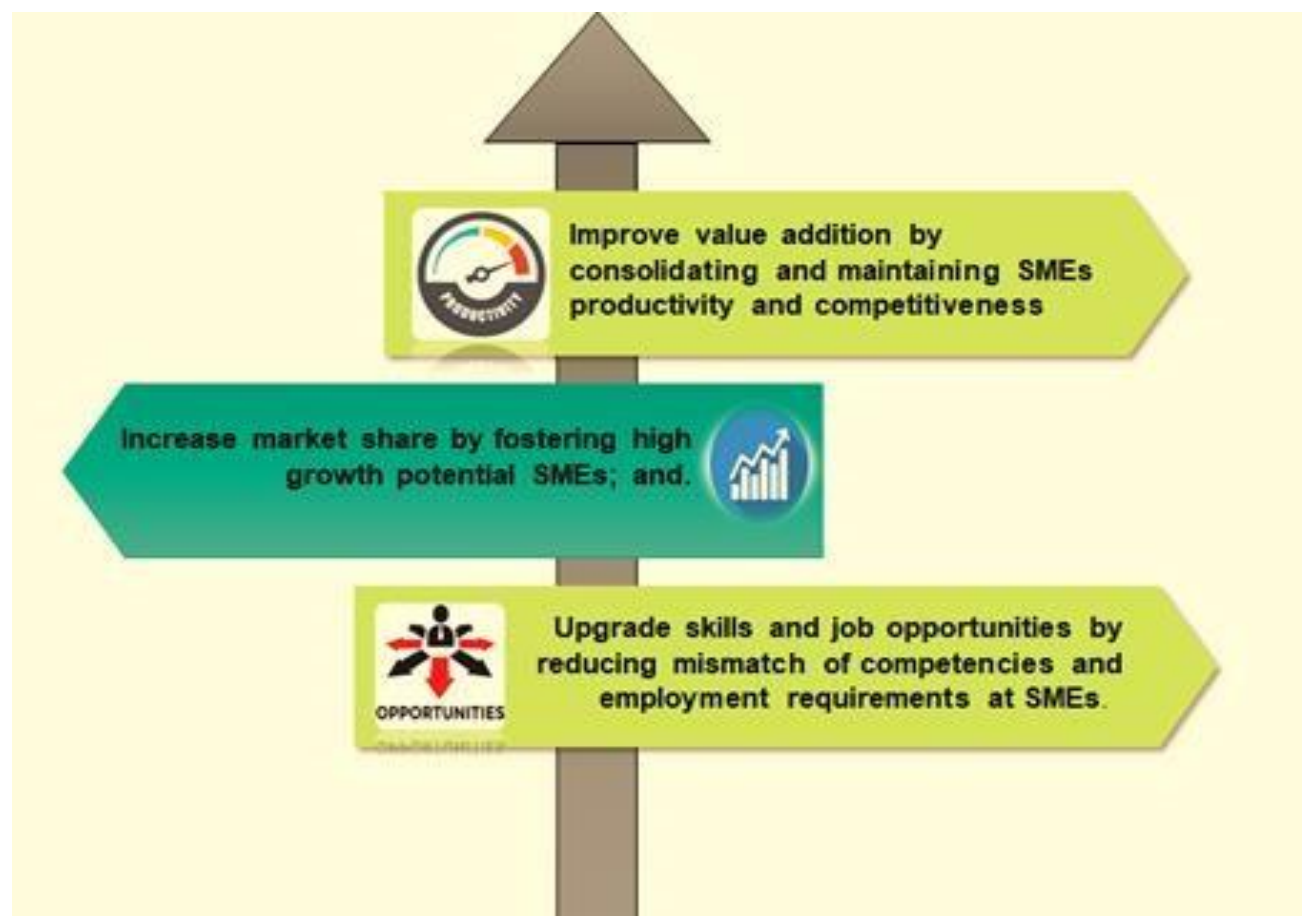 Improve value addition by
consolidating and maintaining SMEs
productivity and competitiveness
PRODUCTIVITY
Increase market share by fostering high
growth potential SMEs; and.
Upgrade skills and job opportunities by
reducing mismatch of competencies and
employment requirements at SMEs.
OPPORTUNITIES